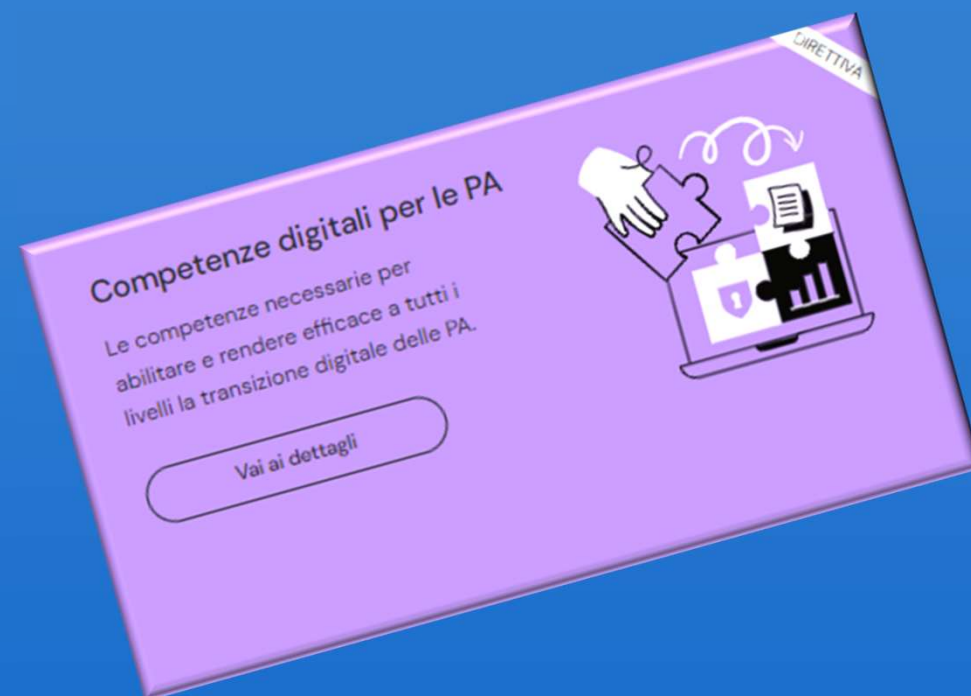 DIRETTIVA
Competenze digitali per le PA
Le competenze necessarie per
abilitare e rendere efficace a tutti i
livelli la transizione digitale delle PA.
Vai ai dettagli